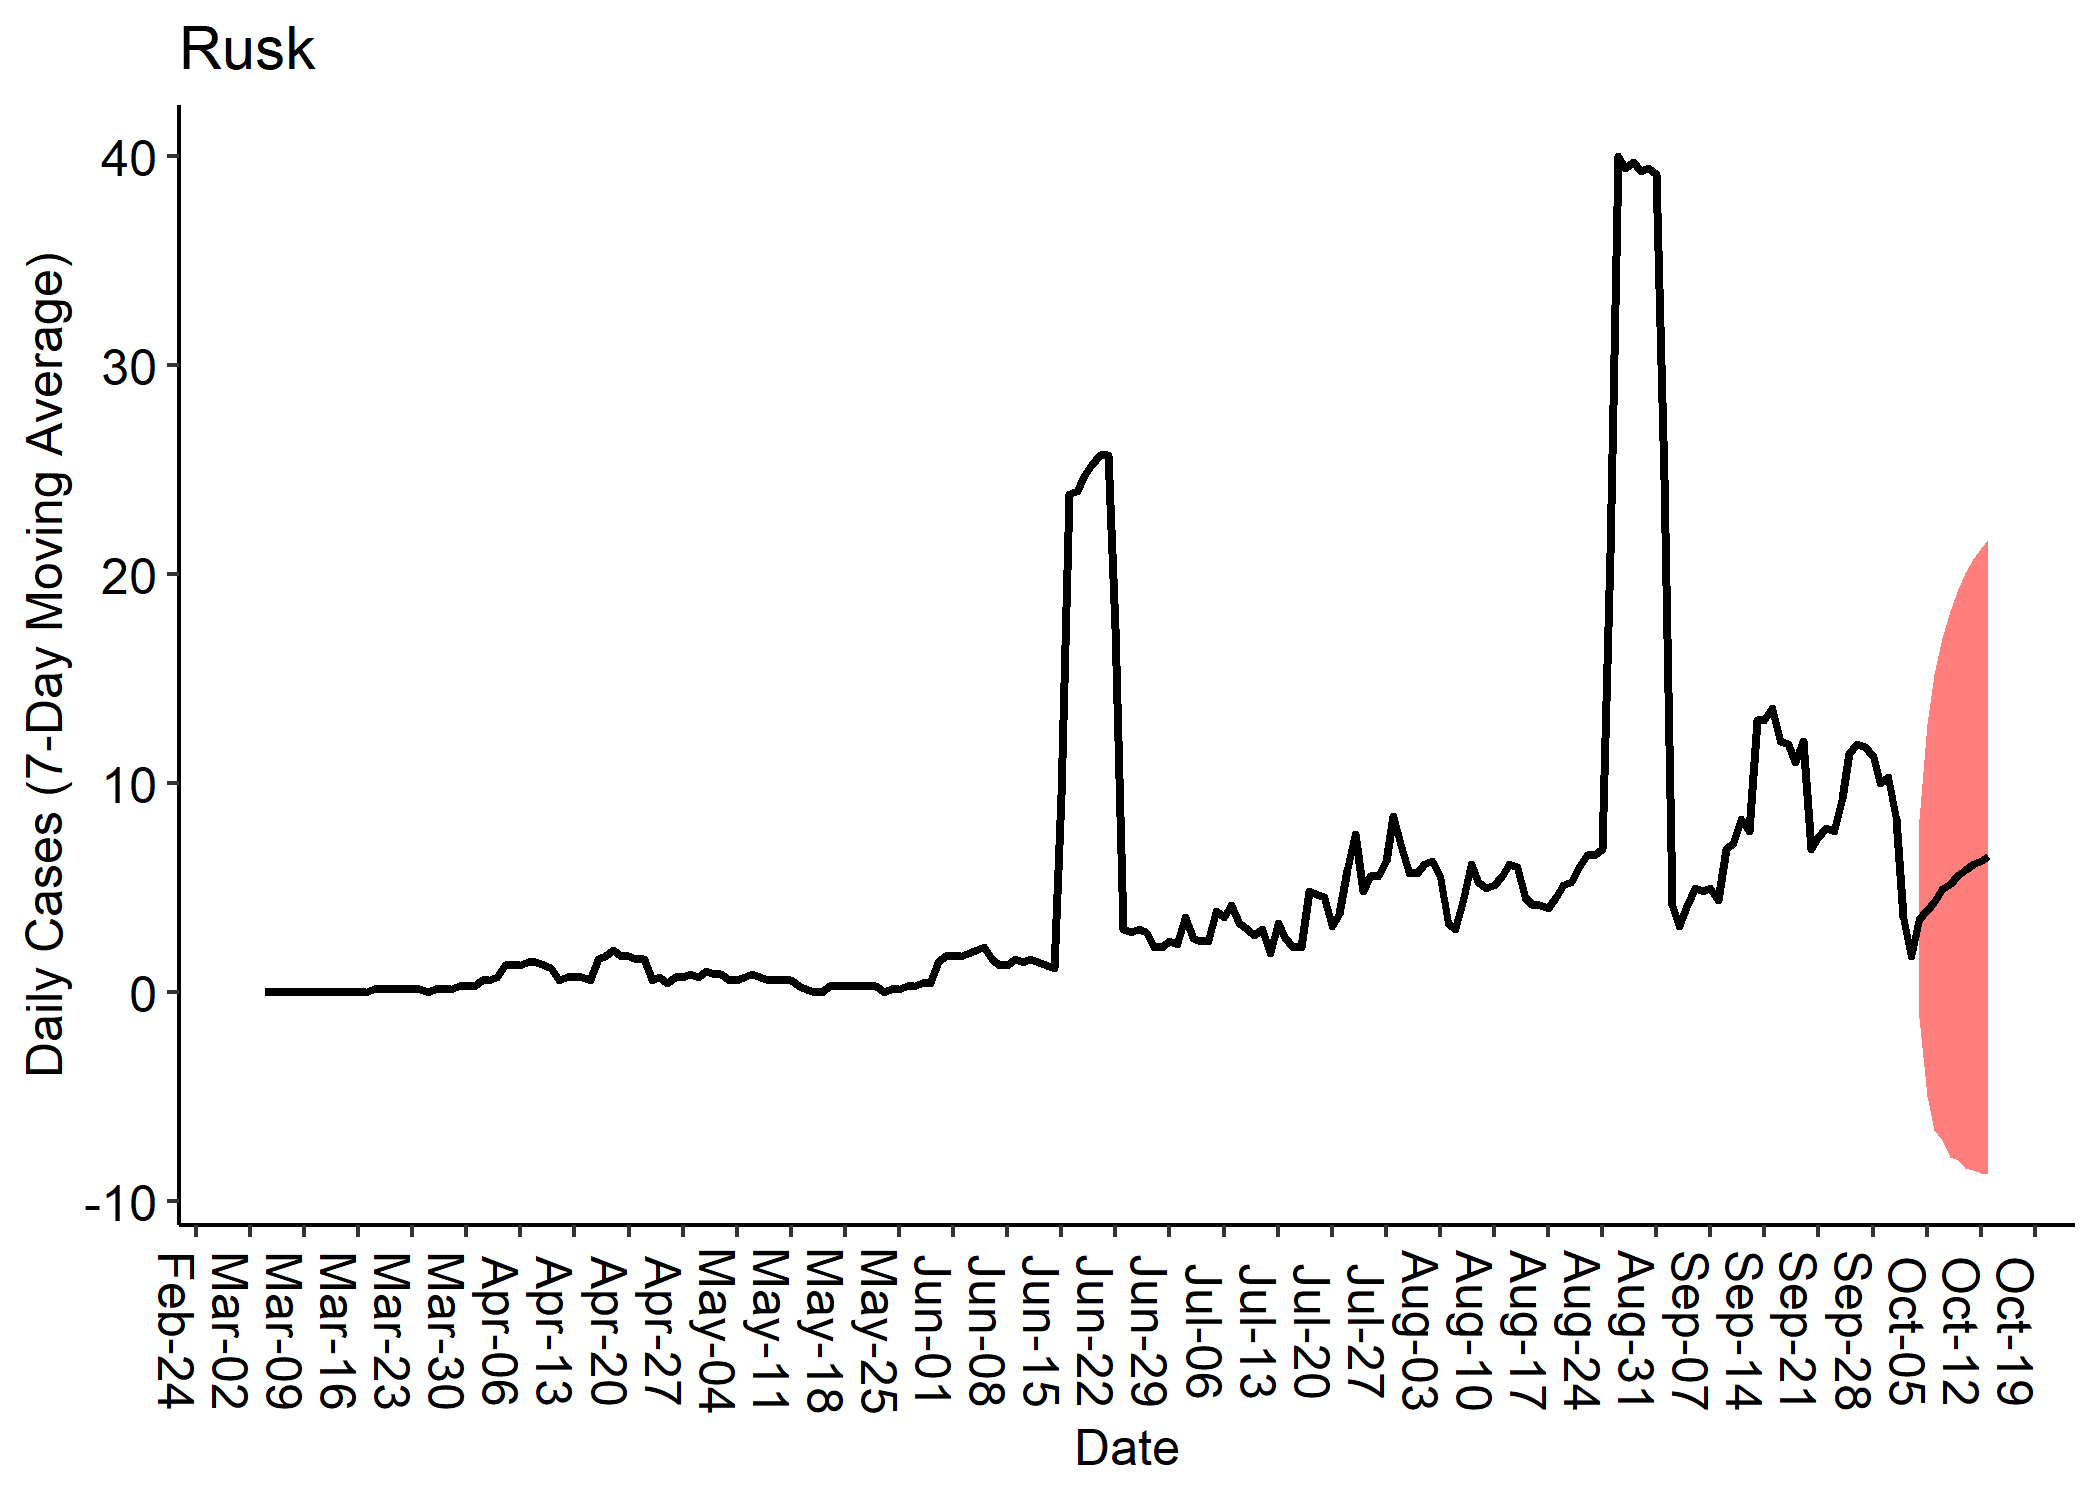 Rusk
Daily Cases (7-Day Moving Average)
40
30
20
10
0
-10
Feb-24
Mar-02
Mar-09
Mar-16
Mar-23
Mar-30
Apr-06
Apr-13
Apr-20
Apr-27
May-04
May-11
May-18
May-25
Jun-01
Jun-08
Jun-15
Jun-22
Jun-29
Jul-06
Jul-13
Jul-20
Jul-27
Aug-03
Aug-10
Aug-17
Aug-24
Aug-31
Sep-07
Sep-14
Sep-21
Sep-28
Oct-05
Oct-12
Oct-19
Date